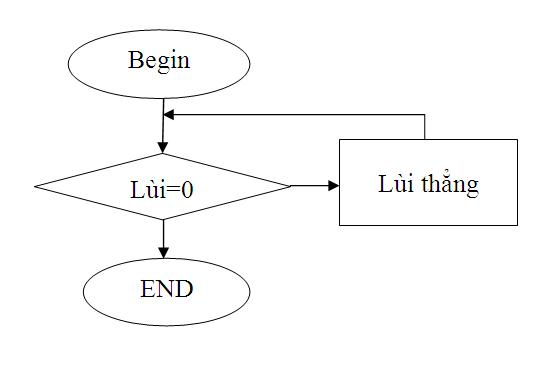 Begin
Lùi=0
Lùi thẳng
END